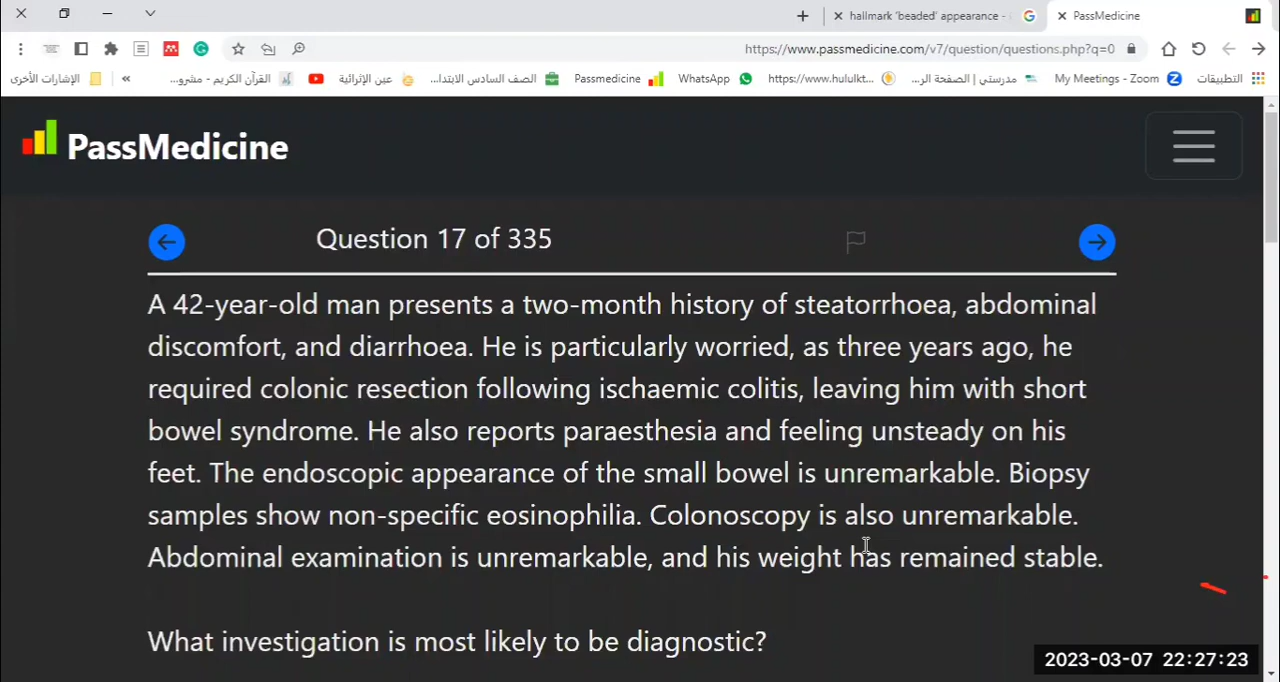 hallmark 'beaded' appearance -
PassMedicine
https://www.passmedicine.com/v7/question/questions.php?q=0
الإشارات الأخرى
«
القرآن الكريم - مشرو...
عين الإثرائية
الصف السادس الابتدا...
Passmedicine
WhatsApp
https://www.hululkt...
مدرستي | الصفحة الر...
My Meetings - Zoom
التطبيقات
PassMedicine
Question 17 of 335
A 42-year-old man presents a two-month history of steatorrhoea, abdominal
discomfort, and diarrhoea. He is particularly worried, as three years ago, he
required colonic resection following ischaemic colitis, leaving him with short
bowel syndrome. He also reports paraesthesia and feeling unsteady on his
feet. The endoscopic appearance of the small bowel is unremarkable. Biopsy
samples show non-specific eosinophilia. Colonoscopy is also unremarkable.
Abdominal examination is unremarkable, and his weight has remained stable.
What investigation is most likely to be diagnostic?
2023-03-07 22:27:23